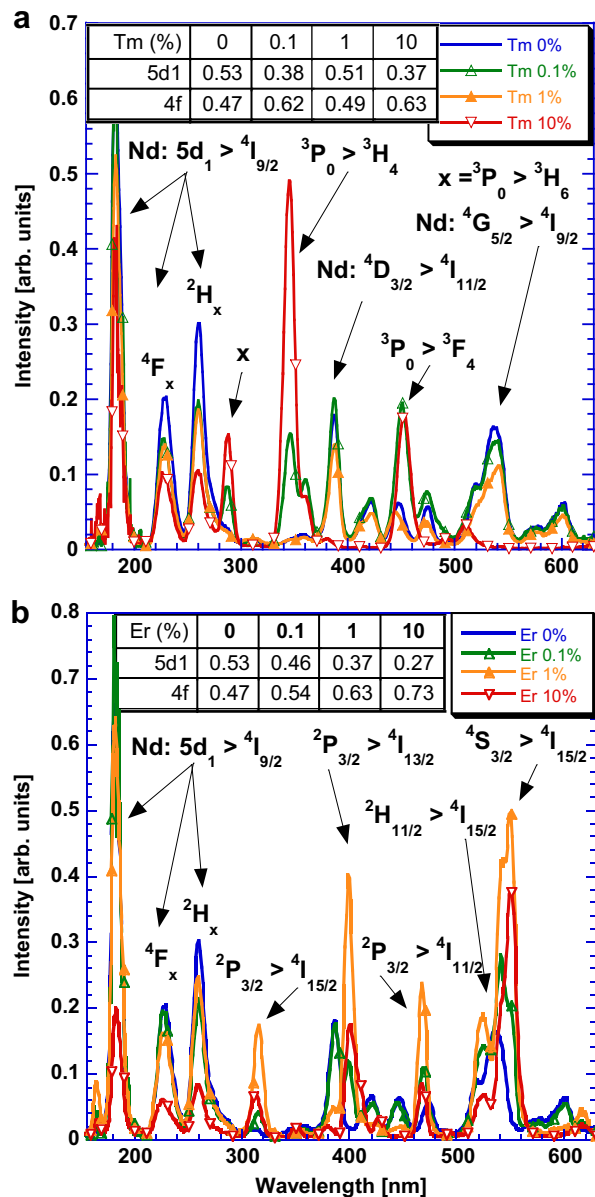 a
0.7
Tm (%) 0 0.1 1 10
5d1 0.53 0.38 0.51 0.37
4f 0.47 0.62 0.49 0.63
Tm 0%
Tm 0.1%
Tm 1%
Tm 10%
0.6
0.5
0.4
0.3
0.2
0.1
0
Intensity [arb. units]
Nd: 5d₁ > ⁴I₉/₂
³P₀ > ³H₄
x =³P₀ > ³H₆
Nd: ⁴G₅/₂ > ⁴I₉/₂
Nd: ⁴D₃/₂ > ⁴I₁₁/₂
²Hₓ
⁴Fₓ
x
³P₀ > ³F₄
200 300 400 500 600
b
0.8
Er (%) 0 0.1 1 10
5d1 0.53 0.46 0.37 0.27
4f 0.47 0.54 0.63 0.73
Er 0%
Er 0.1%
Er 1%
Er 10%
0.7
0.6
0.5
0.4
0.3
0.2
0.1
0
Intensity [arb. units]
Nd: 5d₁ > ⁴I₉/₂
²P₃/₂ > ⁴I₁₃/₂
⁴S₃/₂ > ⁴I₁₅/₂
²H₁₁/₂ > ⁴I₁₅/₂
²Hₓ
⁴Fₓ
²P₃/₂ > ⁴I₁₅/₂
²P₃/₂ > ⁴I₁₁/₂
200 300 400 500 600
Wavelength [nm]